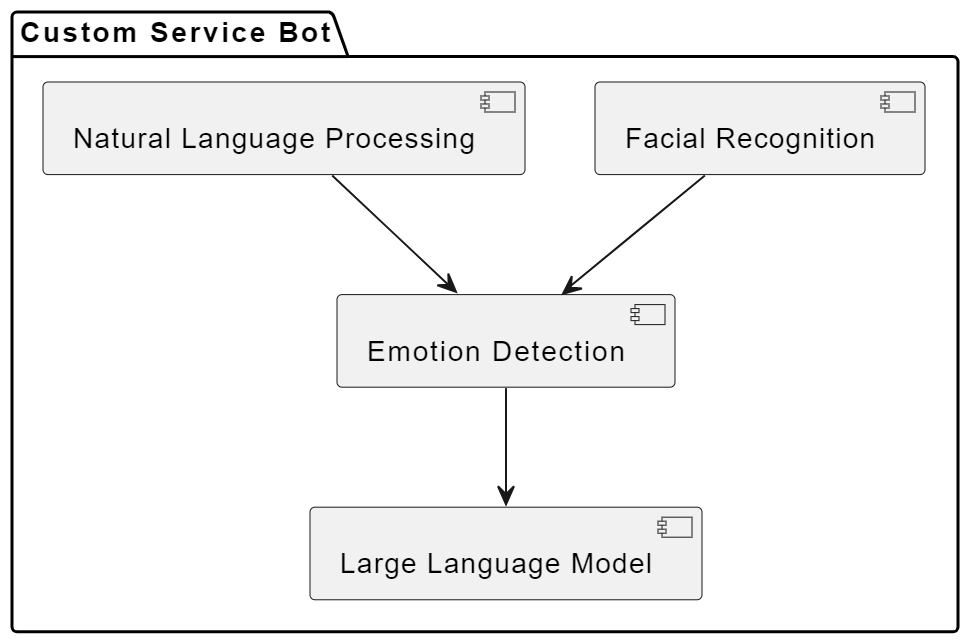 Custom Service Bot
Natural Language Processing
Facial Recognition
Emotion Detection
Large Language Model